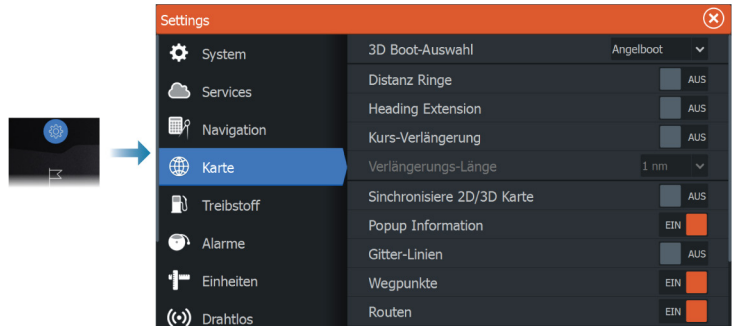 Settings
System
Services
Navigation
Karte
Treibstoff
Alarme
Einheiten
Drahtlos
3D Boot-Auswahl Angelboot
Distanz Ringe AUS
Heading Extension AUS
Kurs-Verlängerung AUS
Verlängerungs-Länge 1 nm
Sinchronisiere 2D/3D Karte AUS
Popup Information EIN
Gitter-Linien AUS
Wegpunkte EIN
Routen EIN